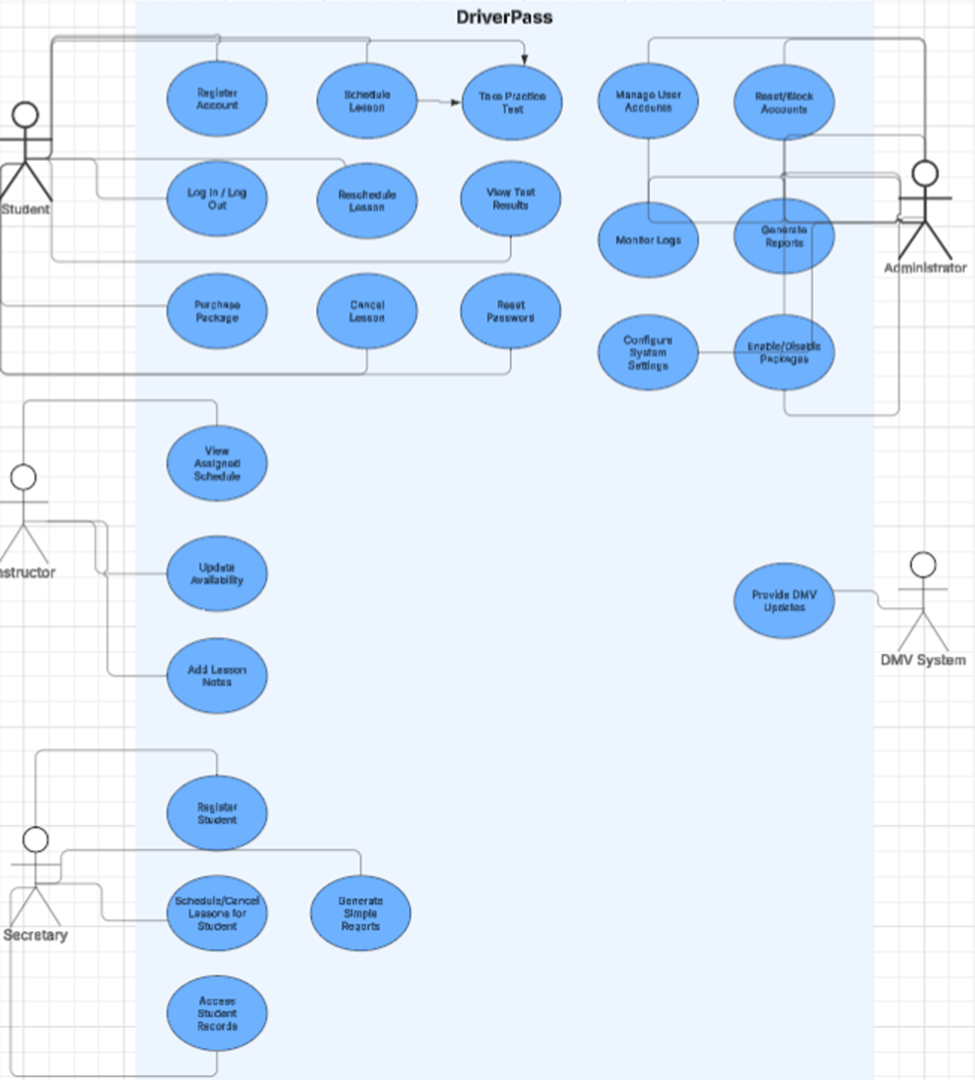 DriverPass
Register
Account
Schedule
Lesson
Take Practice
Test
Manage User
Accounts
Reset/Block
Accounts
Student
Log In / Log
Out
Reschedule
Lesson
View Test
Results
Monitor Logs
Generate
Reports
Administrator
Purchase
Package
Cancel
Lesson
Reset
Password
Configure
System
Settings
Enable/Disable
Packages
View
Assigned
Schedule
nstructor
Update
Availability
Provide DMV
Updates
DMV System
Add Lesson
Notes
Register
Student
Schedule/Cancel
Lessons for
Student
Generate
Simple
Reports
Secretary
Access
Student
Records